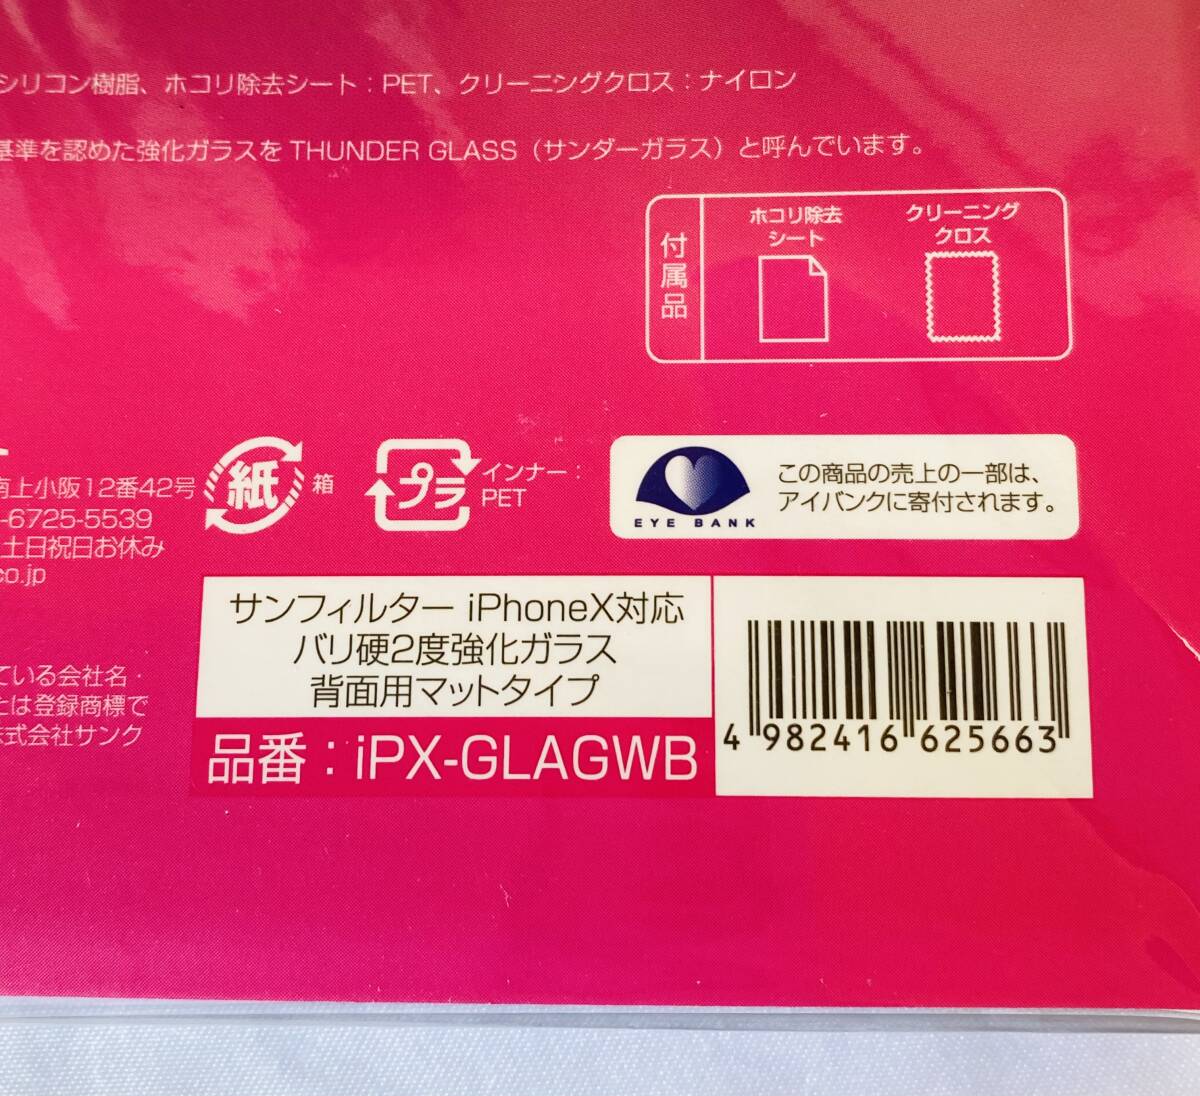 シリコン樹脂、ホコリ除去シート：PET、クリーニングクロス：ナイロン
基準を認めた強化ガラスを THUNDER GLASS（サンダーガラス）と呼んでいます。
付属品
ホコリ除去
シート
クリーニング
クロス
南上小阪12番42号
-6725-5539
土日祝日お休み
co.jp
紙
箱
プラ
インナー：
PET
EYE BANK
この商品の売上の一部は、
アイバンクに寄付されます。
ている会社名・
とは登録商標で
株式会社サンク
サンフィルター iPhoneX対応
バリ硬2度強化ガラス
背面用マットタイプ
品番：iPX-GLAGWB
4 982416 625663